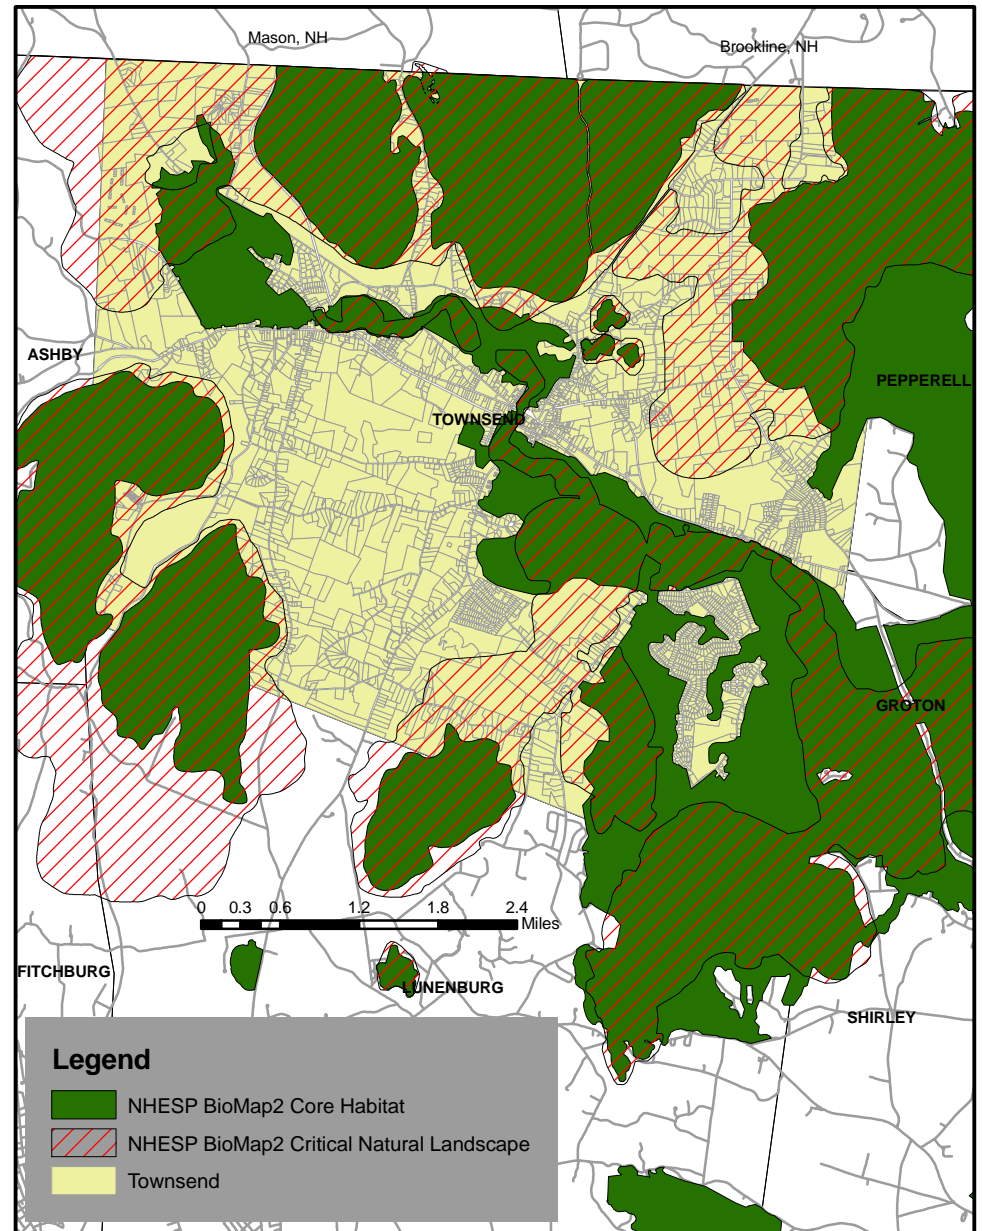 Mason, NH
Brookline, NH
ASHBY
PEPPERELL
TOWNSEND
GROTON
0 0.3 0.6 1.2 1.8 2.4
Miles
FITCHBURG
LUNENBURG
SHIRLEY
Legend
NHESP BioMap2 Core Habitat
NHESP BioMap2 Critical Natural Landscape
Townsend